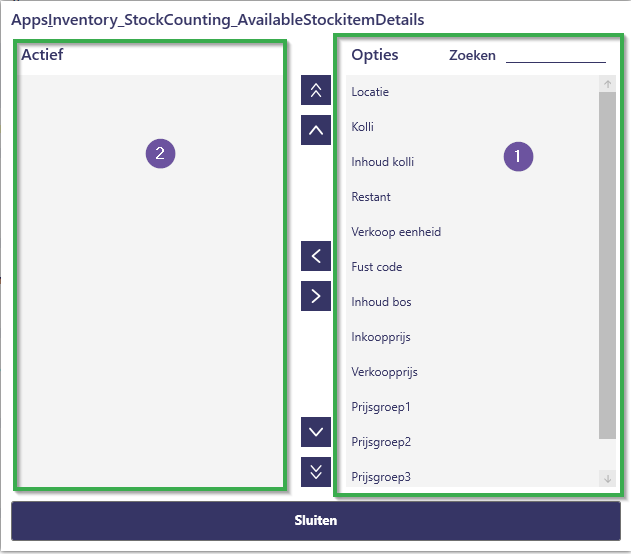 AppsInventory_StockCounting_AvailableStockitemDetails
Actief
2
Opties Zoeken
1
Locatie
Kolli
Inhoud kolli
Restant
Verkoop eenheid
Fust code
Inhoud bos
Inkoopprijs
Verkoopprijs
Prijsgroep1
Prijsgroep2
Prijsgroep3
Sluiten